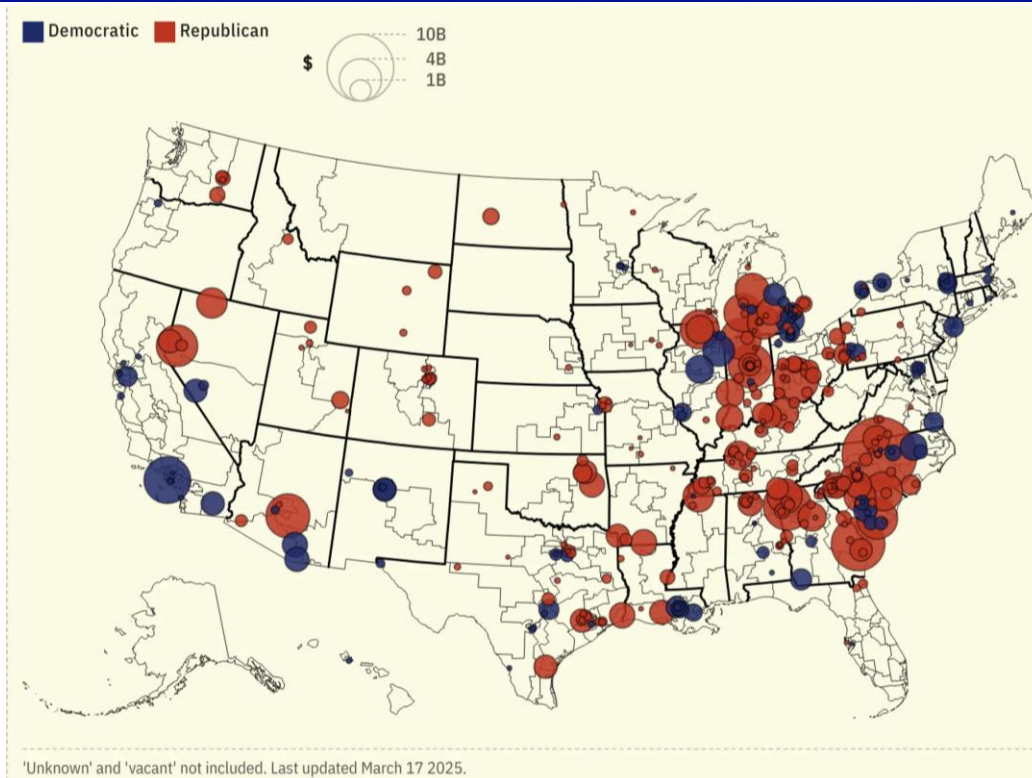 Democratic Republican
$
10B
4B
1B
'Unknown' and 'vacant' not included. Last updated March 17 2025.